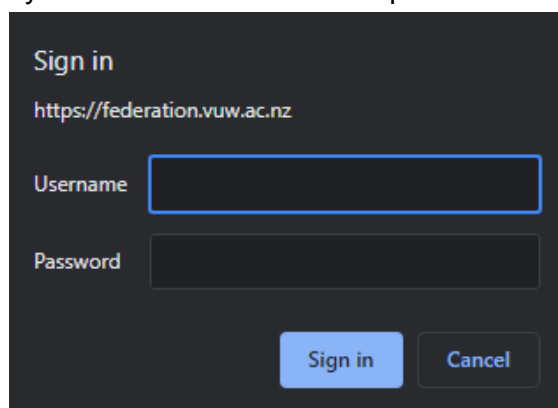 Sign in
https://federation.vuw.ac.nz
Username
Password
Sign in Cancel